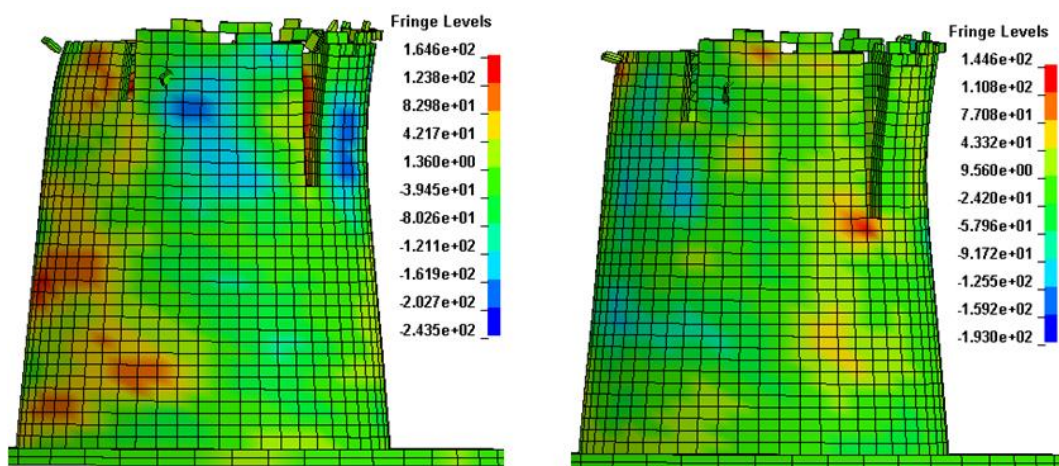 Fringe Levels
1.646e+02
1.238e+02
8.298e+01
4.217e+01
1.360e+00
-3.945e+01
-8.026e+01
-1.211e+02
-1.619e+02
-2.027e+02
-2.435e+02
Fringe Levels
1.446e+02
1.108e+02
7.708e+01
4.332e+01
9.560e+00
-2.420e+01
-5.796e+01
-9.172e+01
-1.255e+02
-1.592e+02
-1.930e+02